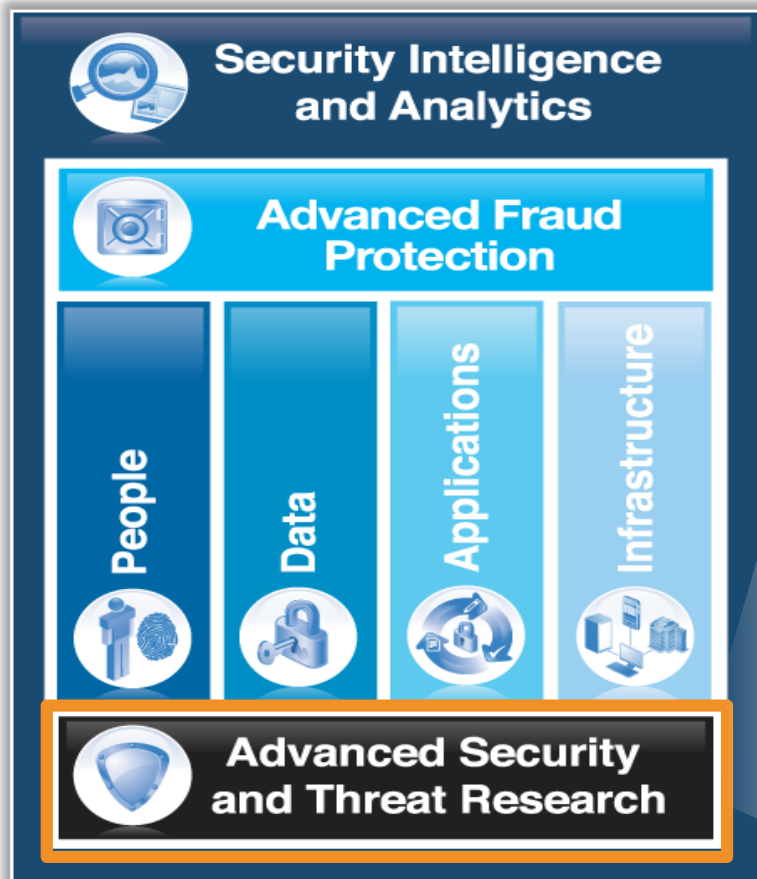 Security Intelligence
and Analytics
Advanced Fraud
Protection
People
Data
Applications
Infrastructure
Advanced Security
and Threat Research